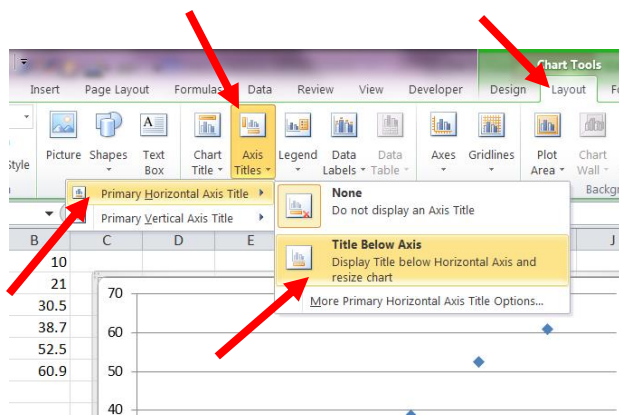 Chart Tools
Insert Page Layout Formulas Data Review View Developer Design Layout
Style Picture Shapes Text Box Chart Title Axis Titles Legend Data Labels Data Table Axes Gridlines Plot Area Chart Wall
Primary Horizontal Axis Title
Primary Vertical Axis Title
None
Do not display an Axis Title
Title Below Axis
Display Title below Horizontal Axis and
resize chart
More Primary Horizontal Axis Title Options...
B C D E J
10
21
30.5
38.7
52.5
60.9
70
60
50
40